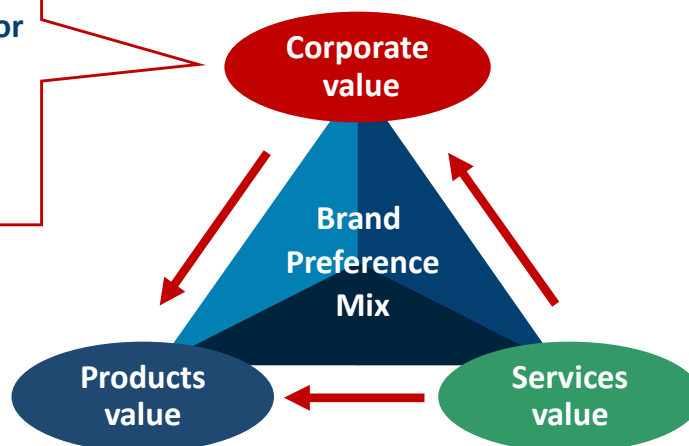 or
Corporate
value
Brand
Preference
Mix
Products
value
Services
value